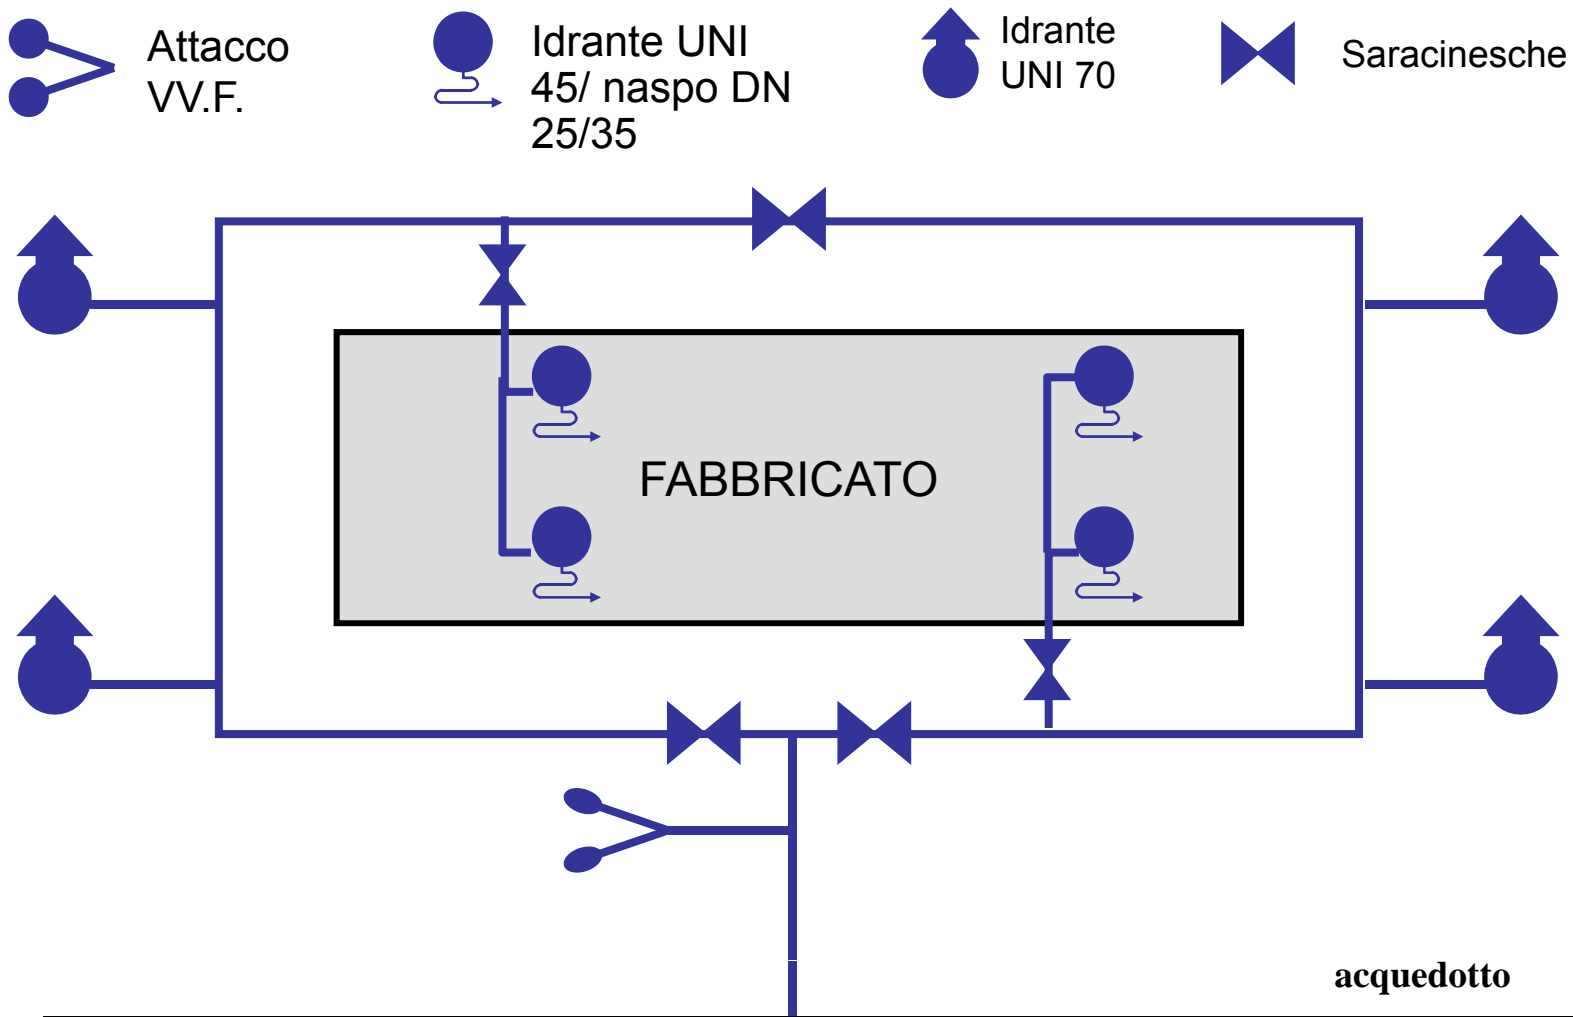 Attacco
VV.F.
Idrante UNI
45/ naspo DN
25/35
Idrante
UNI 70
Saracinesche
FABBRICATO
acquedotto